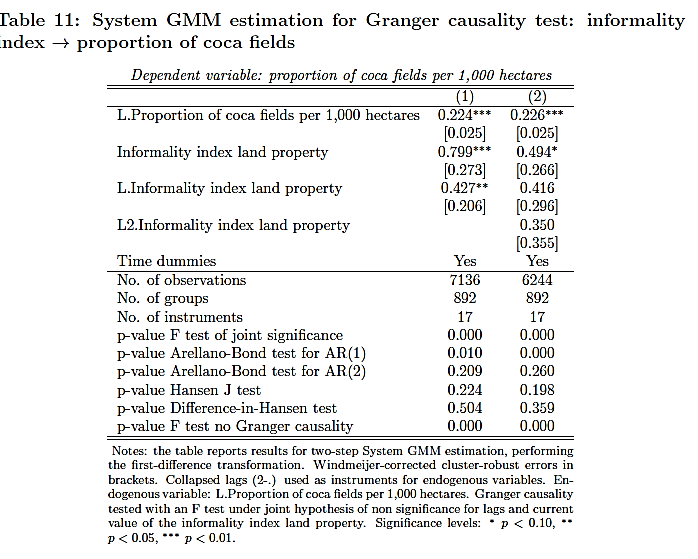 Table 11: System GMM estimation for Granger causality test: informality
index → proportion of coca fields
Dependent variable: proportion of coca fields per 1,000 hectares
(1) (2)
L.Proportion of coca fields per 1,000 hectares 0.224*** 0.226***
[0.025] [0.025]
Informality index land property 0.799*** 0.494*
[0.273] [0.266]
L.Informality index land property 0.427** 0.416
[0.206] [0.296]
L2.Informality index land property 0.350
[0.355]
Time dummies Yes Yes
No. of observations 7136 6244
No. of groups 892 892
No. of instruments 17 17
p-value F test of joint significance 0.000 0.000
p-value Arellano-Bond test for AR(1) 0.010 0.000
p-value Arellano-Bond test for AR(2) 0.209 0.260
p-value Hansen J test 0.224 0.198
p-value Difference-in-Hansen test 0.504 0.359
p-value F test no Granger causality 0.000 0.000
Notes: the table reports results for two-step System GMM estimation, performing
the first-difference transformation. Windmeijer-corrected cluster-robust errors in
brackets. Collapsed lags (2-.) used as instruments for endogenous variables. En-
dogenous variable: L.Proportion of coca fields per 1,000 hectares. Granger causality
tested with an F test under joint hypothesis of non significance for lags and current
value of the informality index land property. Significance levels: * p < 0.10, **
p < 0.05, *** p < 0.01.